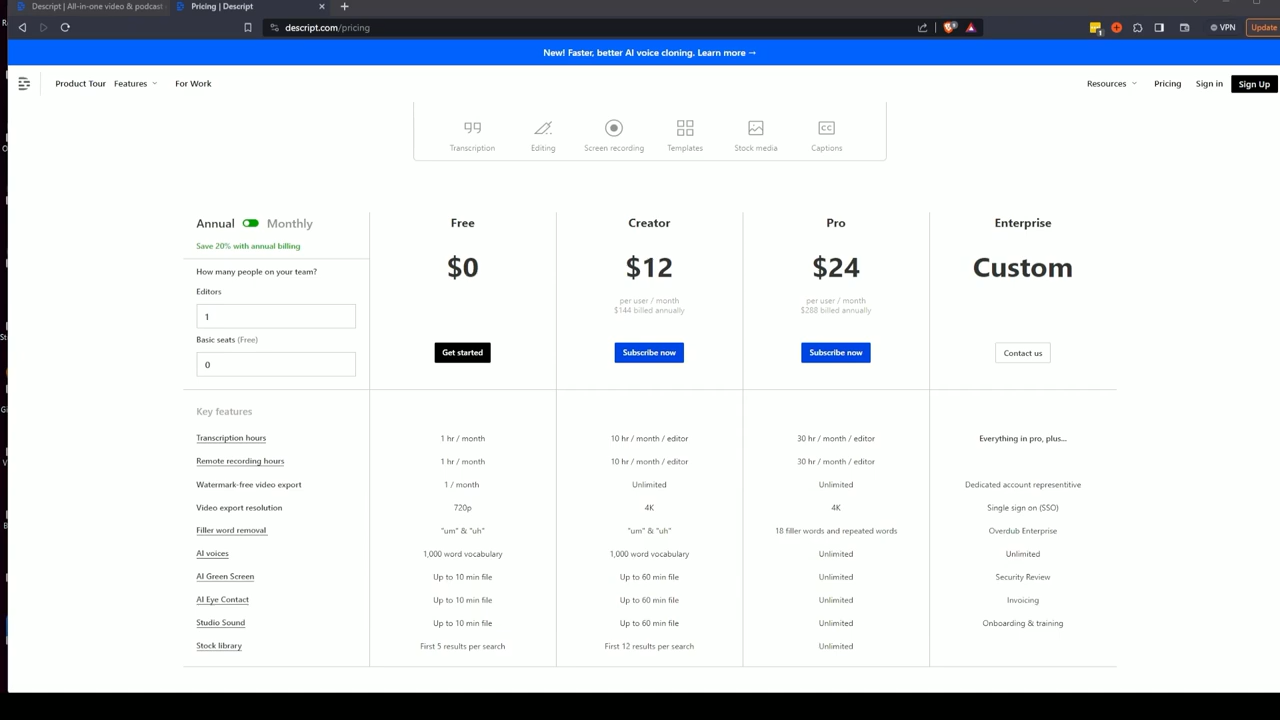 Descript | All-in-one video & podcast
Pricing | Descript
descript.com/pricing
VPN
Update
New! Faster, better AI voice cloning. Learn more →
Product Tour
Features
For Work
Resources
Pricing
Sign in
Sign Up
Transcription
Editing
Screen recording
Templates
Stock media
CC
Captions
Annual Monthly
Save 20% with annual billing
How many people on your team?
Editors
1
Basic seats (Free)
0
Free
$0
Get started
Creator
$12
per user / month
$144 billed annually
Subscribe now
Pro
$24
per user / month
$288 billed annually
Subscribe now
Enterprise
Custom
Contact us
Key features
Transcription hours 1 hr / month 10 hr / month / editor 30 hr / month / editor Everything in pro, plus...
Remote recording hours 1 hr / month 10 hr / month / editor 30 hr / month / editor
Watermark-free video export 1 / month Unlimited Unlimited Dedicated account representitive
Video export resolution 720p 4K 4K Single sign on (SSO)
Filler word removal "um" & "uh" "um" & "uh" 18 filler words and repeated words Overdub Enterprise
AI voices 1,000 word vocabulary 1,000 word vocabulary Unlimited Unlimited
AI Green Screen Up to 10 min file Up to 60 min file Unlimited Security Review
AI Eye Contact Up to 10 min file Up to 60 min file Unlimited Invoicing
Studio Sound Up to 10 min file Up to 60 min file Unlimited Onboarding & training
Stock library First 5 results per search First 12 results per search Unlimited